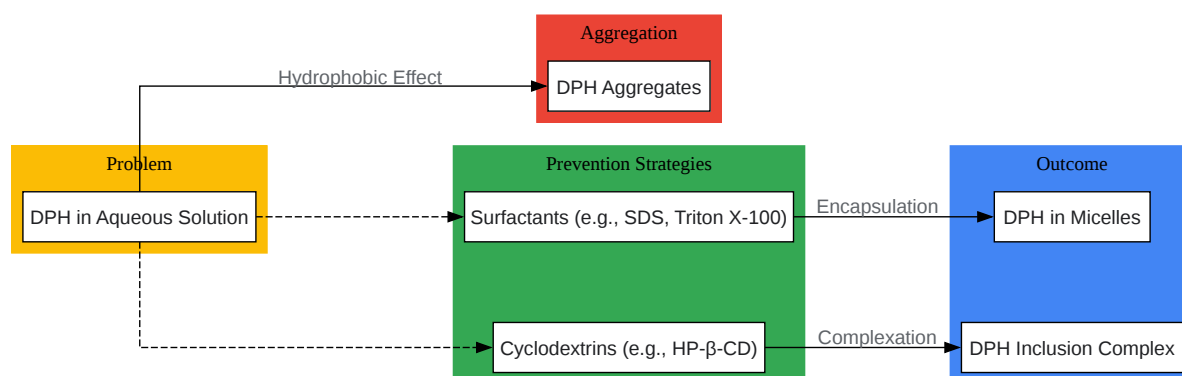 Aggregation
Hydrophobic Effect
DPH Aggregates
Problem
Prevention Strategies
Outcome
DPH in Aqueous Solution
Surfactants (e.g., SDS, Triton X-100)
Encapsulation
DPH in Micelles
Cyclodextrins (e.g., HP-β-CD)
Complexation
DPH Inclusion Complex